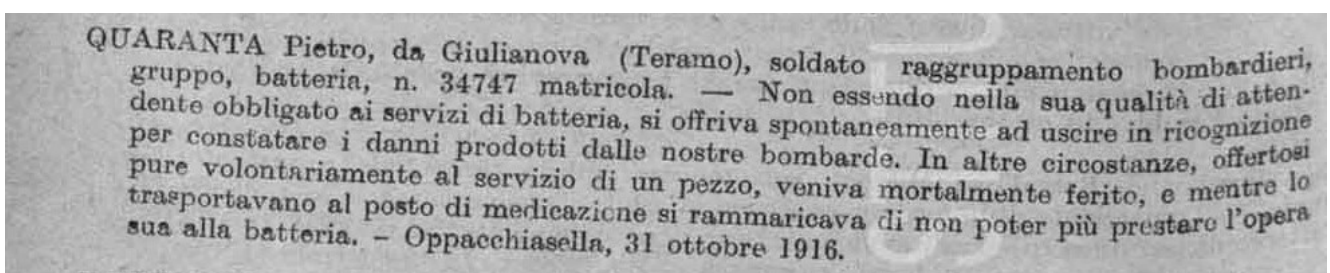 QUARANTA Pietro, da Giulianova (Teramo), soldato raggruppamento bombardieri,
gruppo, batteria, n. 34747 matricola. — Non essendo nella sua qualità di atten-
dente obbligato ai servizi di batteria, si offriva spontaneamente ad uscire in ricognizione
per constatare i danni prodotti dalle nostre bombarde. In altre circostanze, offertosi
pure volontariamente al servizio di un pezzo, veniva mortalmente ferito, e mentre lo
trasportavano al posto di medicazione si rammaricava di non poter più prestare l'opera
sua alla batteria. – Oppacchiasella, 31 ottobre 1916.